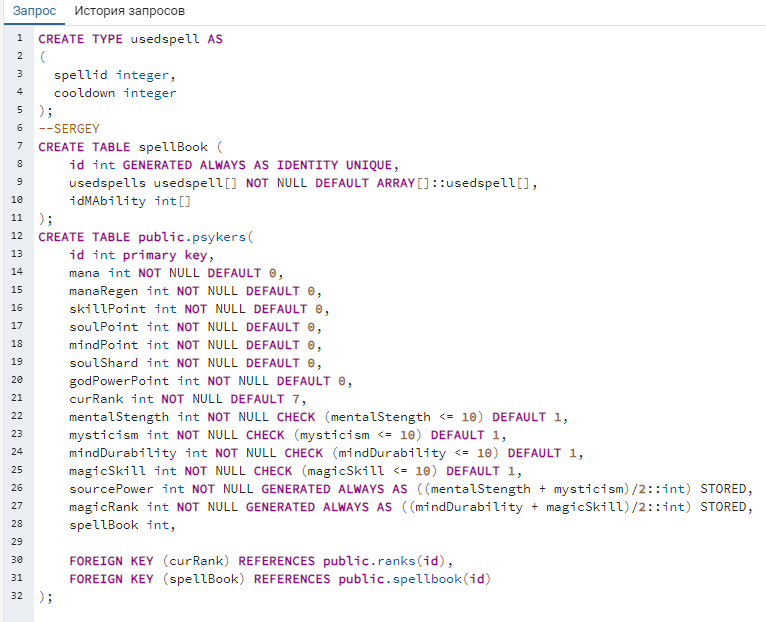 Запрос История запросов
1 CREATE TYPE usedspell AS
2 (
3 spellid integer,
4 cooldown integer
5 );
6 --SERGEY
7 CREATE TABLE spellBook (
8 id int GENERATED ALWAYS AS IDENTITY UNIQUE,
9 usedspells usedspell[] NOT NULL DEFAULT ARRAY[]::usedspell[],
10 idMAbility int[]
11 );
12 CREATE TABLE public.psykers(
13 id int primary key,
14 mana int NOT NULL DEFAULT 0,
15 manaRegen int NOT NULL DEFAULT 0,
16 skillPoint int NOT NULL DEFAULT 0,
17 soulPoint int NOT NULL DEFAULT 0,
18 mindPoint int NOT NULL DEFAULT 0,
19 soulShard int NOT NULL DEFAULT 0,
20 godPowerPoint int NOT NULL DEFAULT 0,
21 curRank int NOT NULL DEFAULT 7,
22 mentalStength int NOT NULL CHECK (mentalStength <= 10) DEFAULT 1,
23 mysticism int NOT NULL CHECK (mysticism <= 10) DEFAULT 1,
24 mindDurability int NOT NULL CHECK (mindDurability <= 10) DEFAULT 1,
25 magicSkill int NOT NULL CHECK (magicSkill <= 10) DEFAULT 1,
26 sourcePower int NOT NULL GENERATED ALWAYS AS ((mentalStength + mysticism)/2::int) STORED,
27 magicRank int NOT NULL GENERATED ALWAYS AS ((mindDurability + magicSkill)/2::int) STORED,
28 spellBook int,
29
30 FOREIGN KEY (curRank) REFERENCES public.ranks(id),
31 FOREIGN KEY (spellBook) REFERENCES public.spellbook(id)
32 );